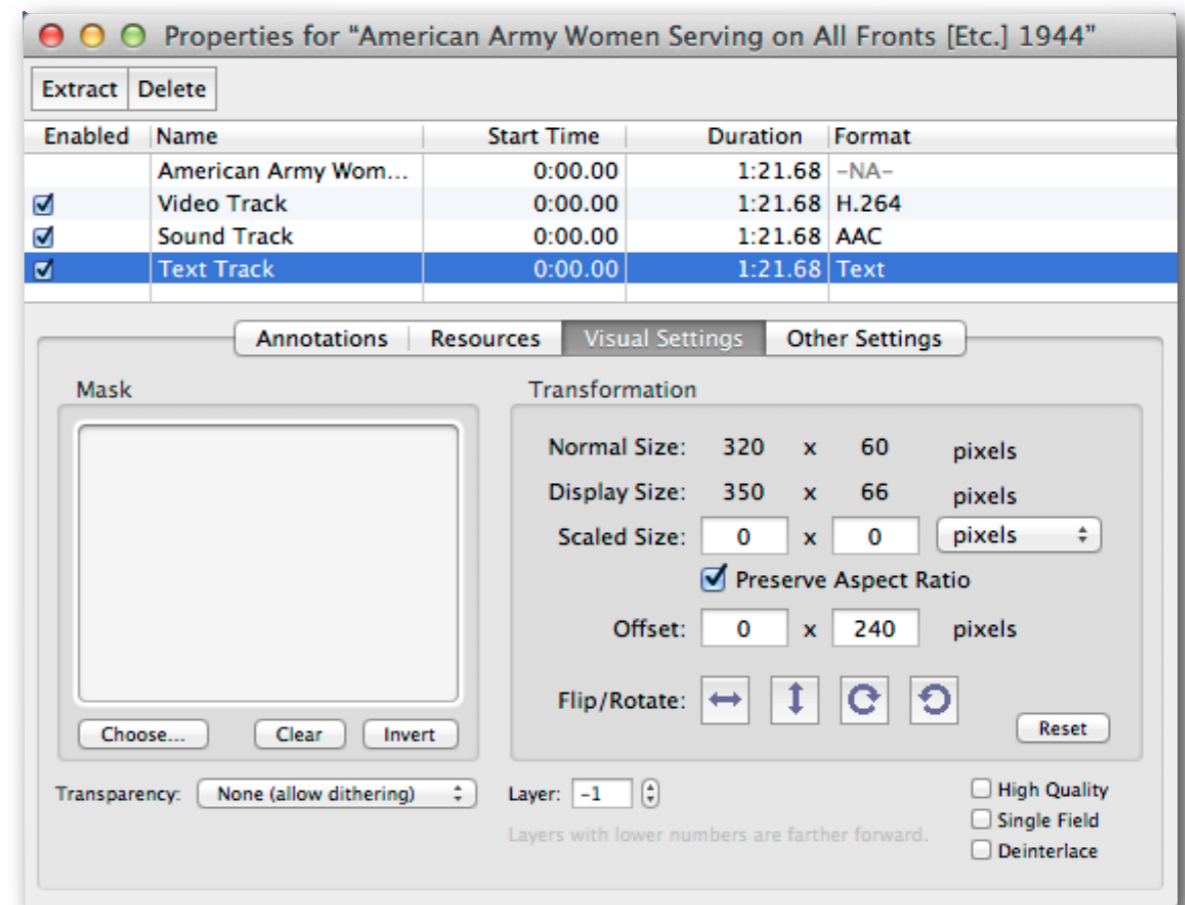 Properties for “American Army Women Serving on All Fronts [Etc.] 1944”
Extract Delete
Enabled Name Start Time Duration Format
American Army Wom... 0:00.00 1:21.68 -NA-
Video Track 0:00.00 1:21.68 H.264
Sound Track 0:00.00 1:21.68 AAC
Text Track 0:00.00 1:21.68 Text
Annotations Resources Visual Settings Other Settings
Mask
Choose... Clear Invert
Transformation
Normal Size: 320 x 60 pixels
Display Size: 350 x 66 pixels
Scaled Size: 0 x 0 pixels
Preserve Aspect Ratio
Offset: 0 x 240 pixels
Flip/Rotate:
Reset
Transparency: None (allow dithering)
Layer: -1
Layers with lower numbers are farther forward.
High Quality
Single Field
Deinterlace